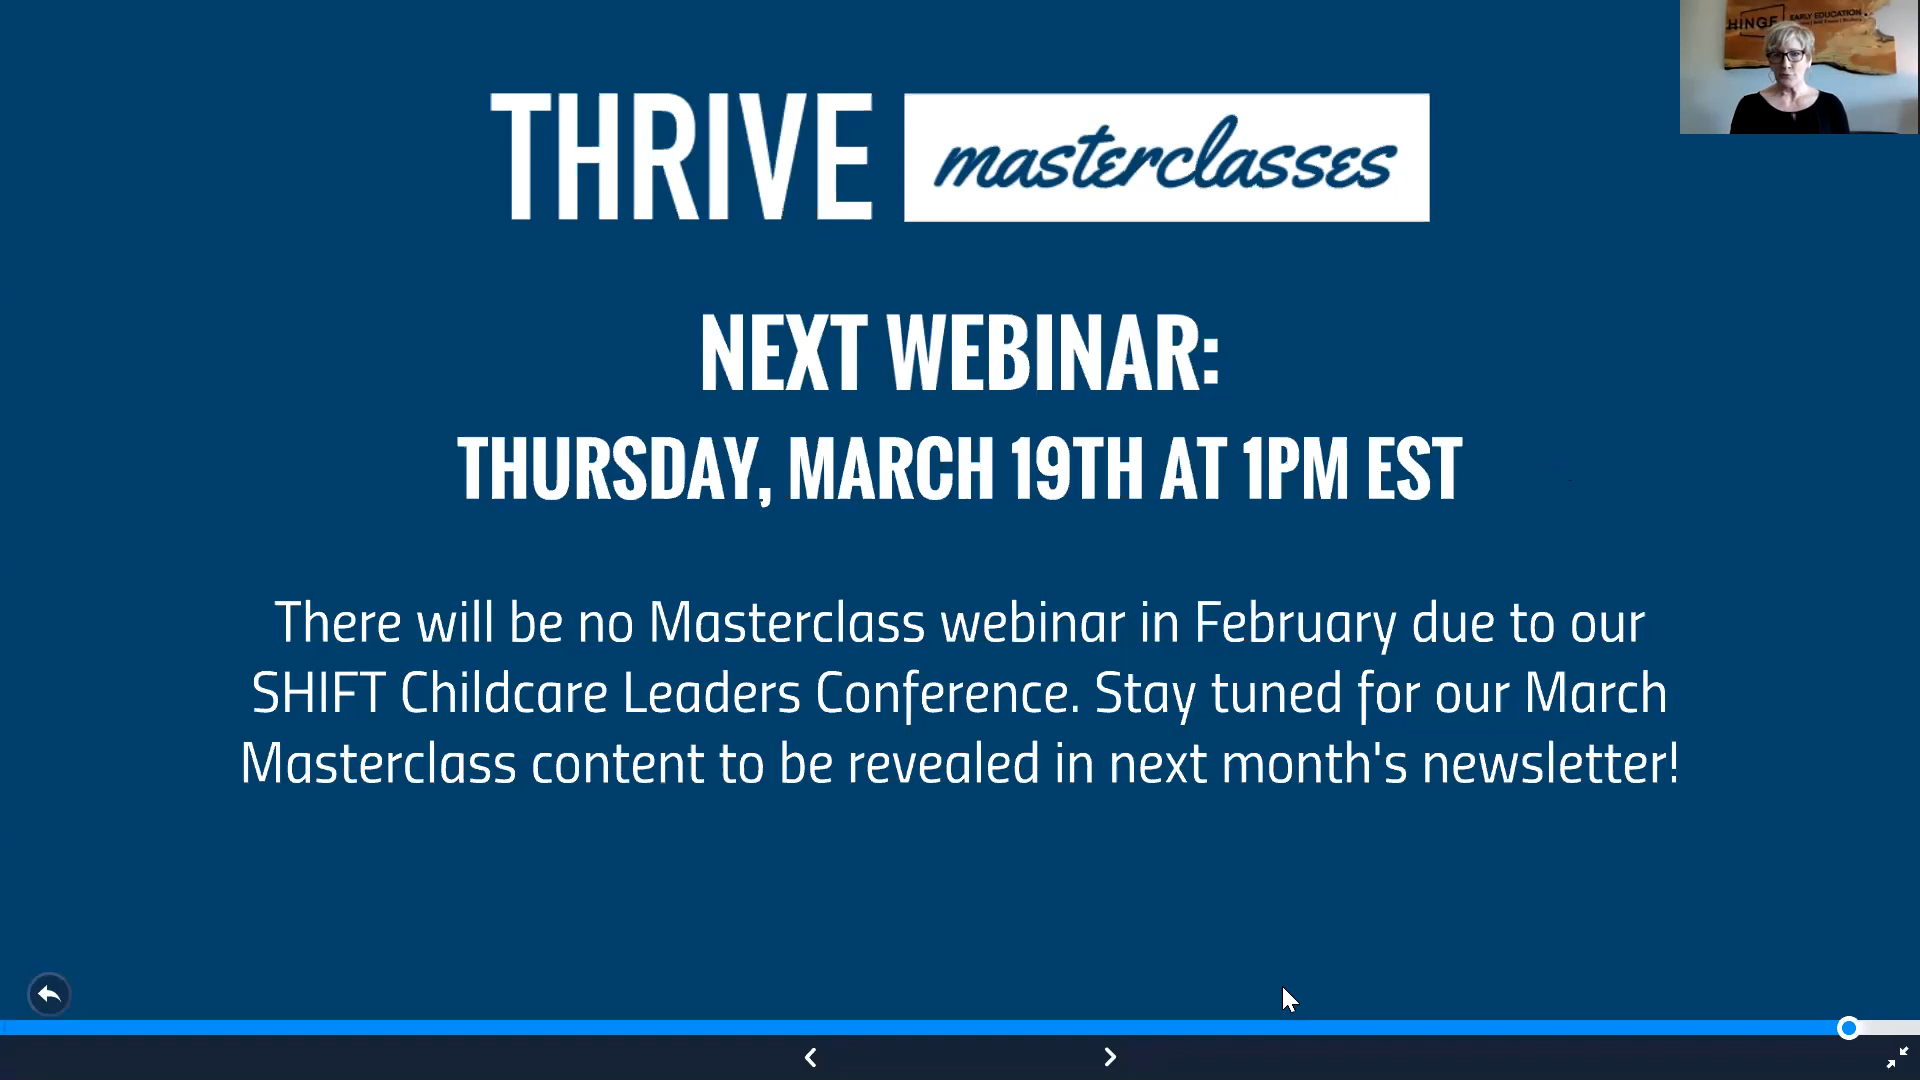 HINGE
EARLY EDUCATION
THRIVE masterclasses
NEXT WEBINAR:
THURSDAY, MARCH 19TH AT 1PM EST
There will be no Masterclass webinar in February due to our
SHIFT Childcare Leaders Conference. Stay tuned for our March
Masterclass content to be revealed in next month's newsletter!